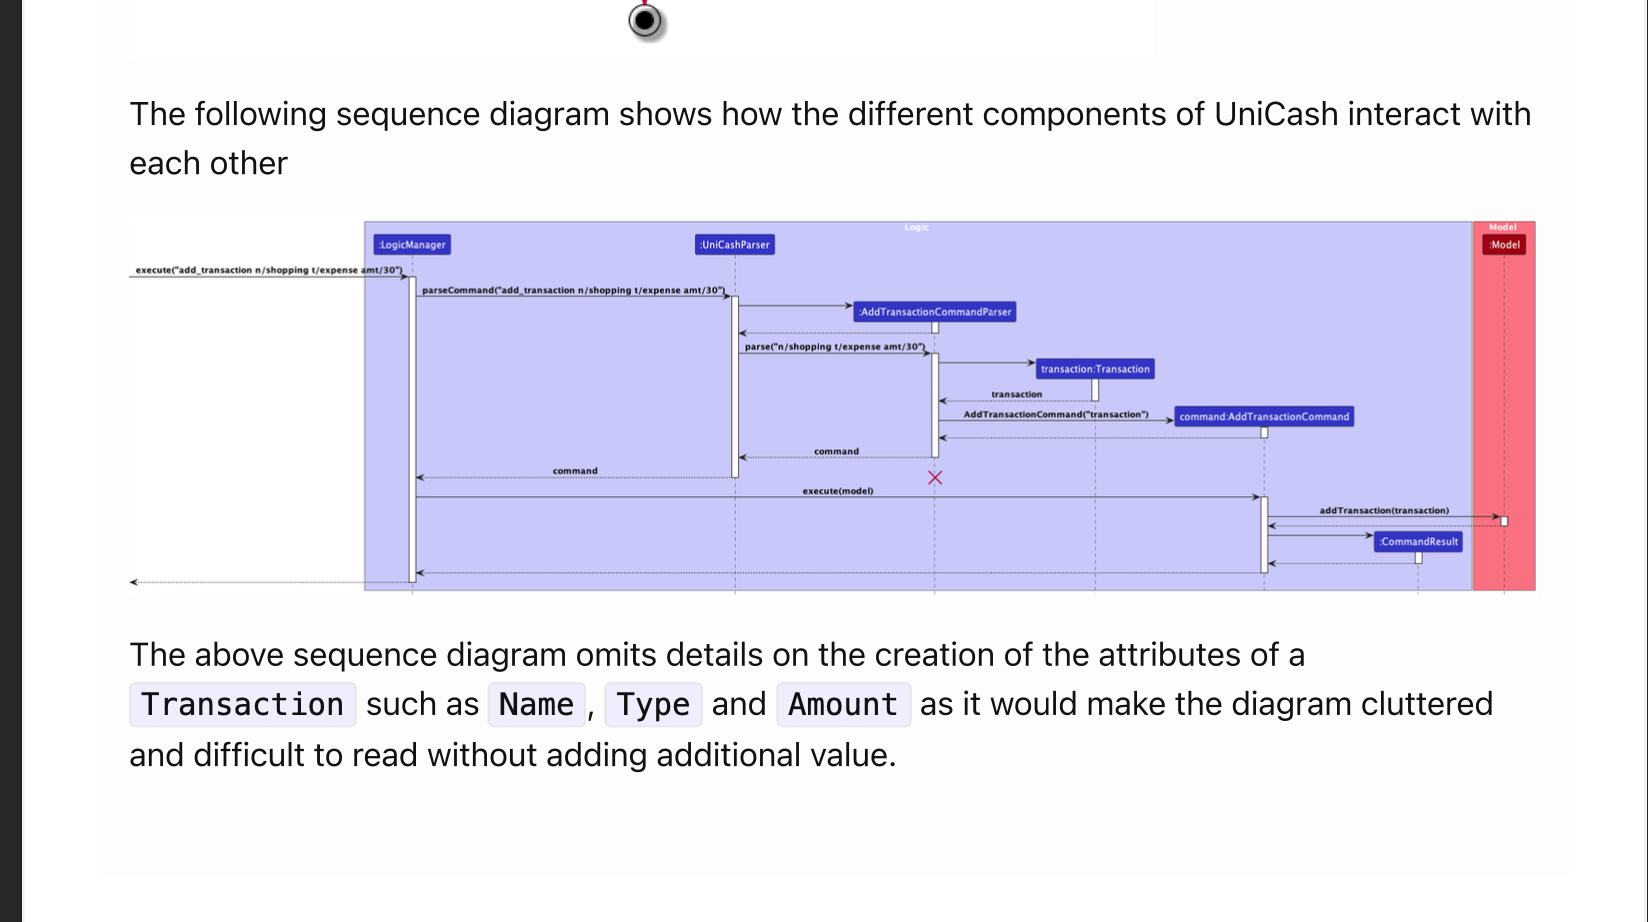 The following sequence diagram shows how the different components of UniCash interact with
each other
Logic
Model
:LogicManager
:UniCashParser
:Model
execute("add_transaction n/shopping t/expense amt/30")
parseCommand("add_transaction n/shopping t/expense amt/30")
:AddTransactionCommandParser
parse("n/shopping t/expense amt/30")
transaction:Transaction
transaction
AddTransactionCommand("transaction")
command:AddTransactionCommand
command
command
execute(model)
addTransaction(transaction)
:CommandResult
The above sequence diagram omits details on the creation of the attributes of a
Transaction such as Name, Type and Amount as it would make the diagram cluttered
and difficult to read without adding additional value.